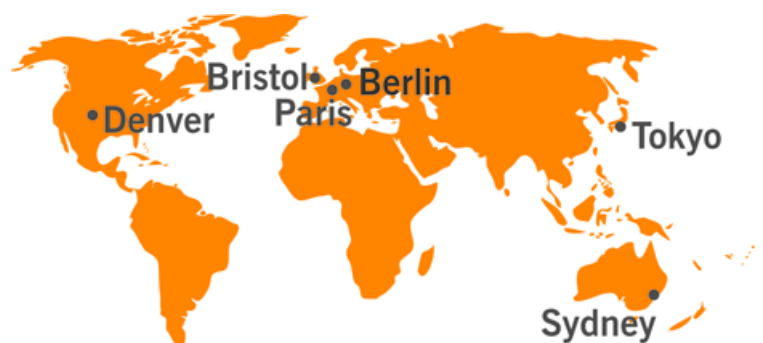 Bristol
Berlin
Paris
Denver
Tokyo
Sydney